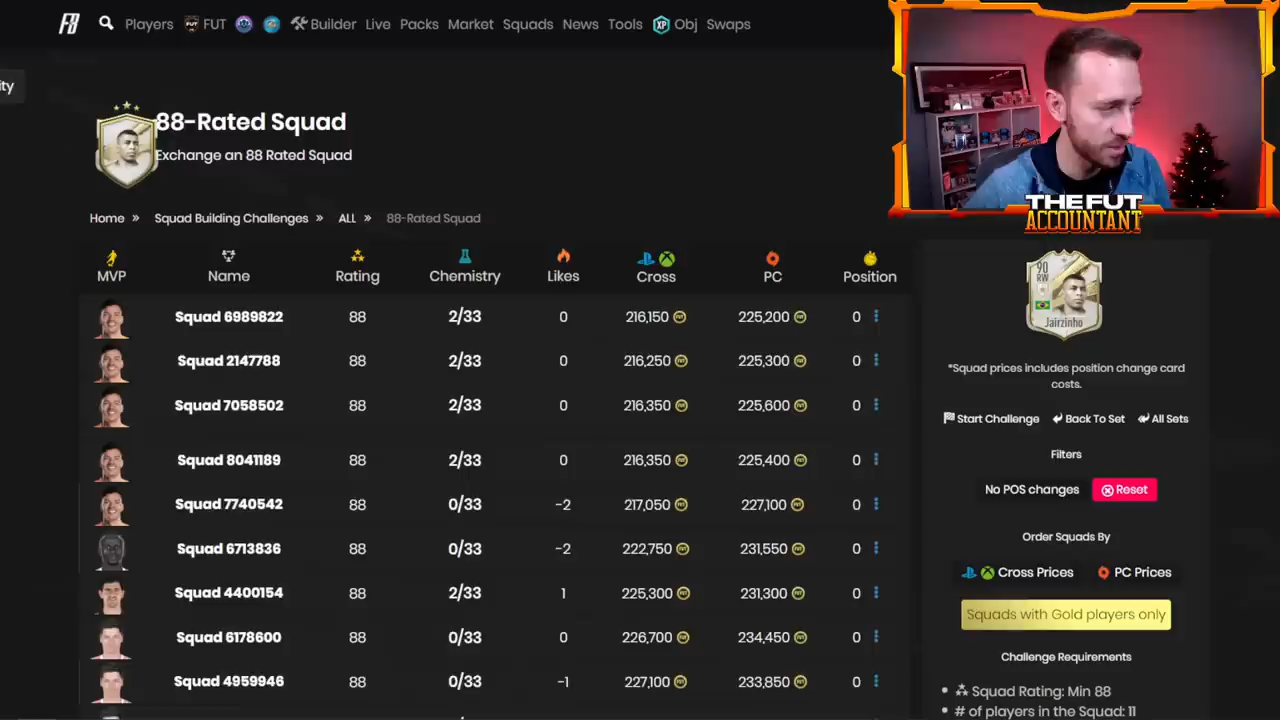 F8 Players FUT Builder Live Packs Market Squads News Tools XP Obj Swaps
ity
88-Rated Squad
Exchange an 88 Rated Squad
THE FUT
ACCOUNTANT
Home » Squad Building Challenges » ALL » 88-Rated Squad
MVP Name Rating Chemistry Likes Cross PC Position
Squad 6989822 88 2/33 0 216,150 225,200 0
Squad 2147788 88 2/33 0 216,250 225,300 0
Squad 7058502 88 2/33 0 216,350 225,600 0
Squad 8041189 88 2/33 0 216,350 225,400 0
Squad 7740542 88 0/33 -2 217,050 227,100 0
Squad 6713836 88 0/33 -2 222,750 231,550 0
Squad 4400154 88 2/33 1 225,300 231,300 0
Squad 6178600 88 0/33 0 226,700 234,450 0
Squad 4959946 88 0/33 -1 227,100 233,850 0
90
RW
Jairzinho
*Squad prices includes position change card
costs.
Start Challenge Back To Set All Sets
Filters
No POS changes Reset
Order Squads By
Cross Prices PC Prices
Squads with Gold players only
Challenge Requirements
• Squad Rating: Min 88
• # of players in the Squad: 11